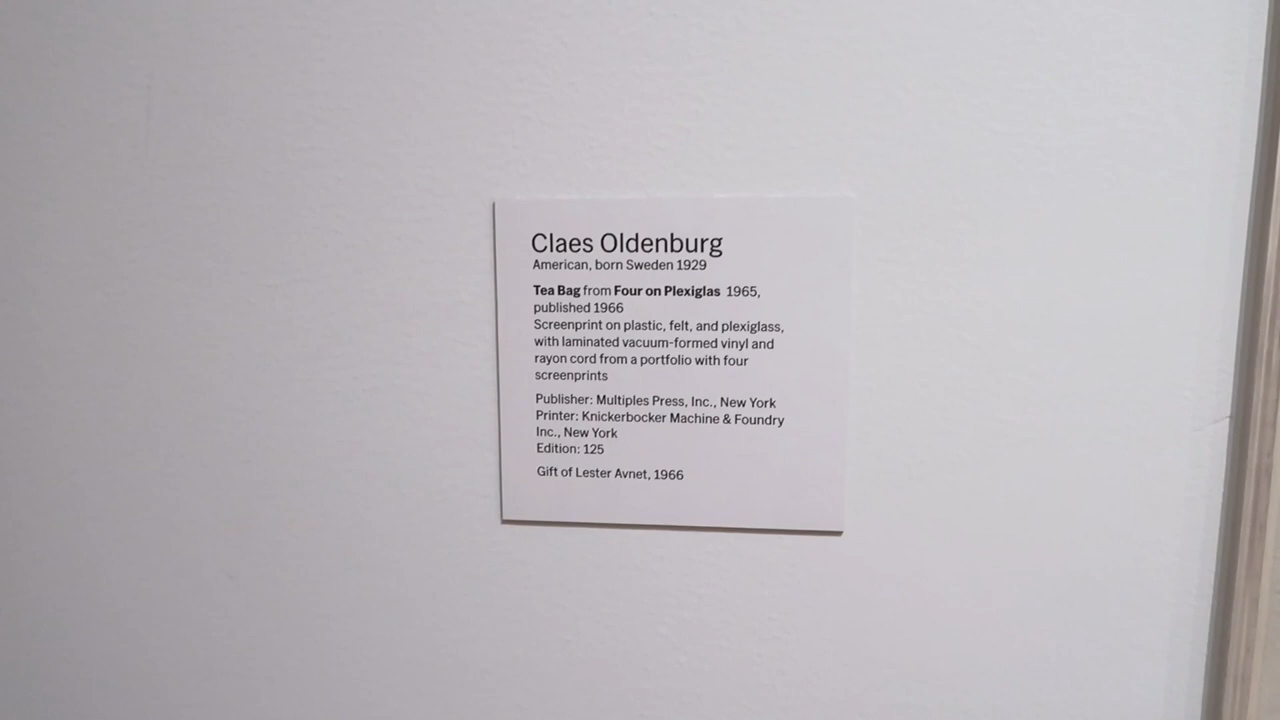 Claes Oldenburg
American, born Sweden 1929
Tea Bag from Four on Plexiglas 1965,
published 1966
Screenprint on plastic, felt, and plexiglass,
with laminated vacuum-formed vinyl and
rayon cord from a portfolio with four
screenprints
Publisher: Multiples Press, Inc., New York
Printer: Knickerbocker Machine & Foundry
Inc., New York
Edition: 125
Gift of Lester Avnet, 1966